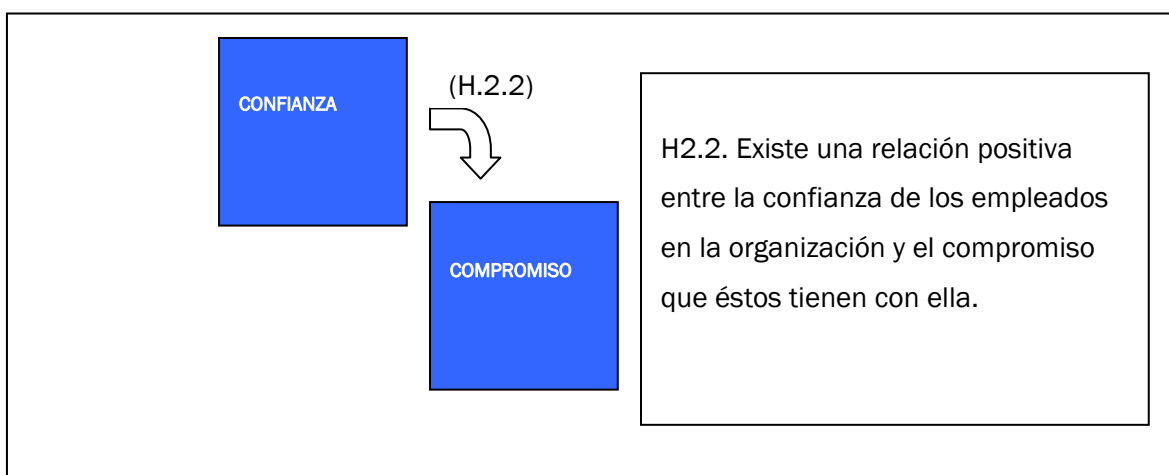 CONFIANZA
(H.2.2)
COMPROMISO
H2.2. Existe una relación positiva
entre la confianza de los empleados
en la organización y el compromiso
que éstos tienen con ella.